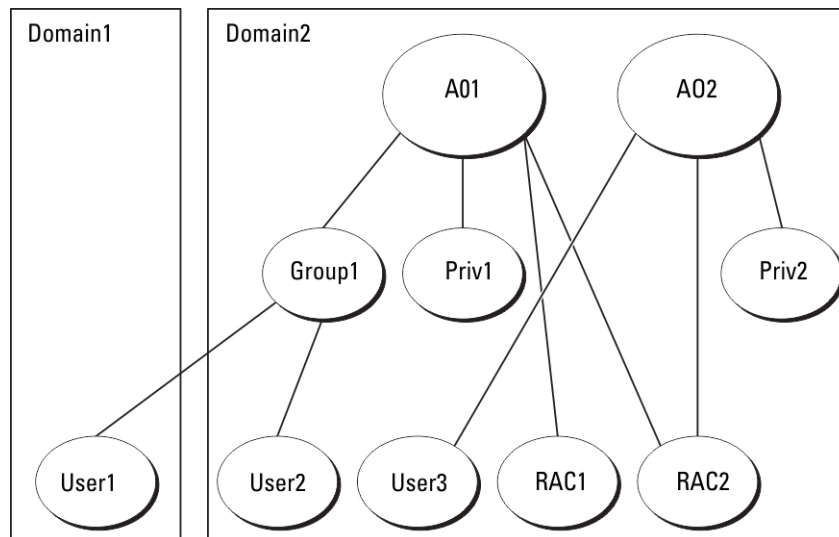 Domain1
Domain2
A01
AO2
Group1
Priv1
Priv2
User1
User2
User3
RAC1
RAC2